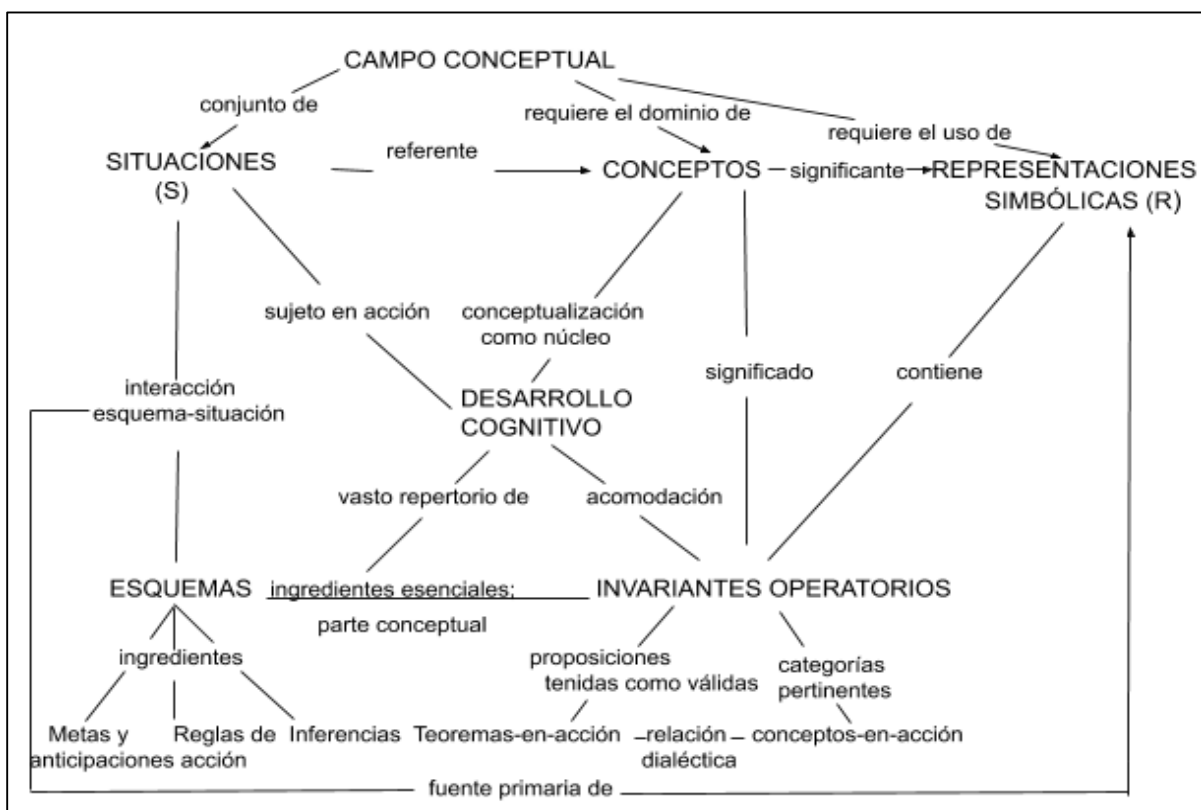 CAMPO CONCEPTUAL
conjunto de
requiere el dominio de
requiere el uso de
SITUACIONES
(S)
referente
CONCEPTOS
significante
REPRESENTACIONES
SIMBÓLICAS (R)
sujeto en acción
conceptualización
como núcleo
interacción
esquema-situación
significado
contiene
DESARROLLO
COGNITIVO
vasto repertorio de
acomodación
ESQUEMAS
ingredientes esenciales;
parte conceptual
INVARIANTES OPERATORIOS
ingredientes
proposiciones
tenidas como válidas
categorías
pertinentes
Metas y
anticipaciones
Reglas de
acción
Inferencias
Teoremas-en-acción
relación
dialéctica
conceptos-en-acción
fuente primaria de